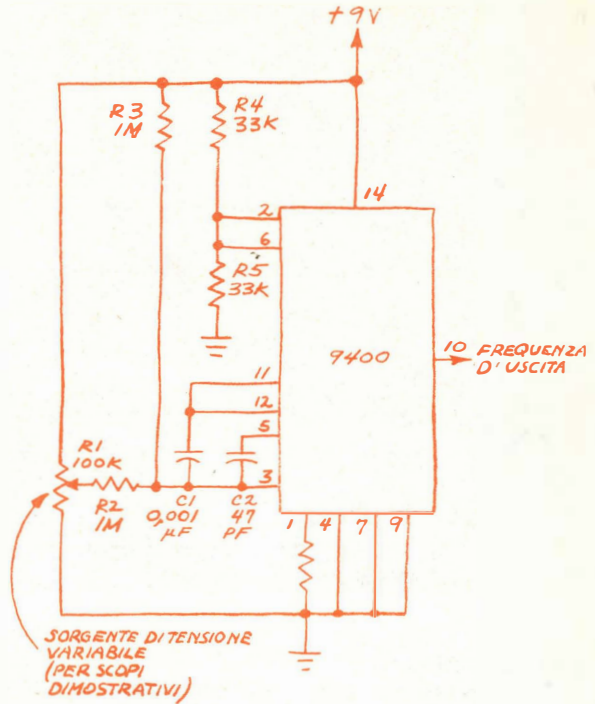 +9V
R3
1M
R4
33K
14
2
6
R5
33K
9400
10 FREQUENZA
D'USCITA
11
12
5
R1
100K
3
R2
1M
C1
0,001
µF
C2
47
PF
1
4
7
9
SORGENTE DI TENSIONE
VARIABILE
(PER SCOPI
DIMOSTRATIVI)